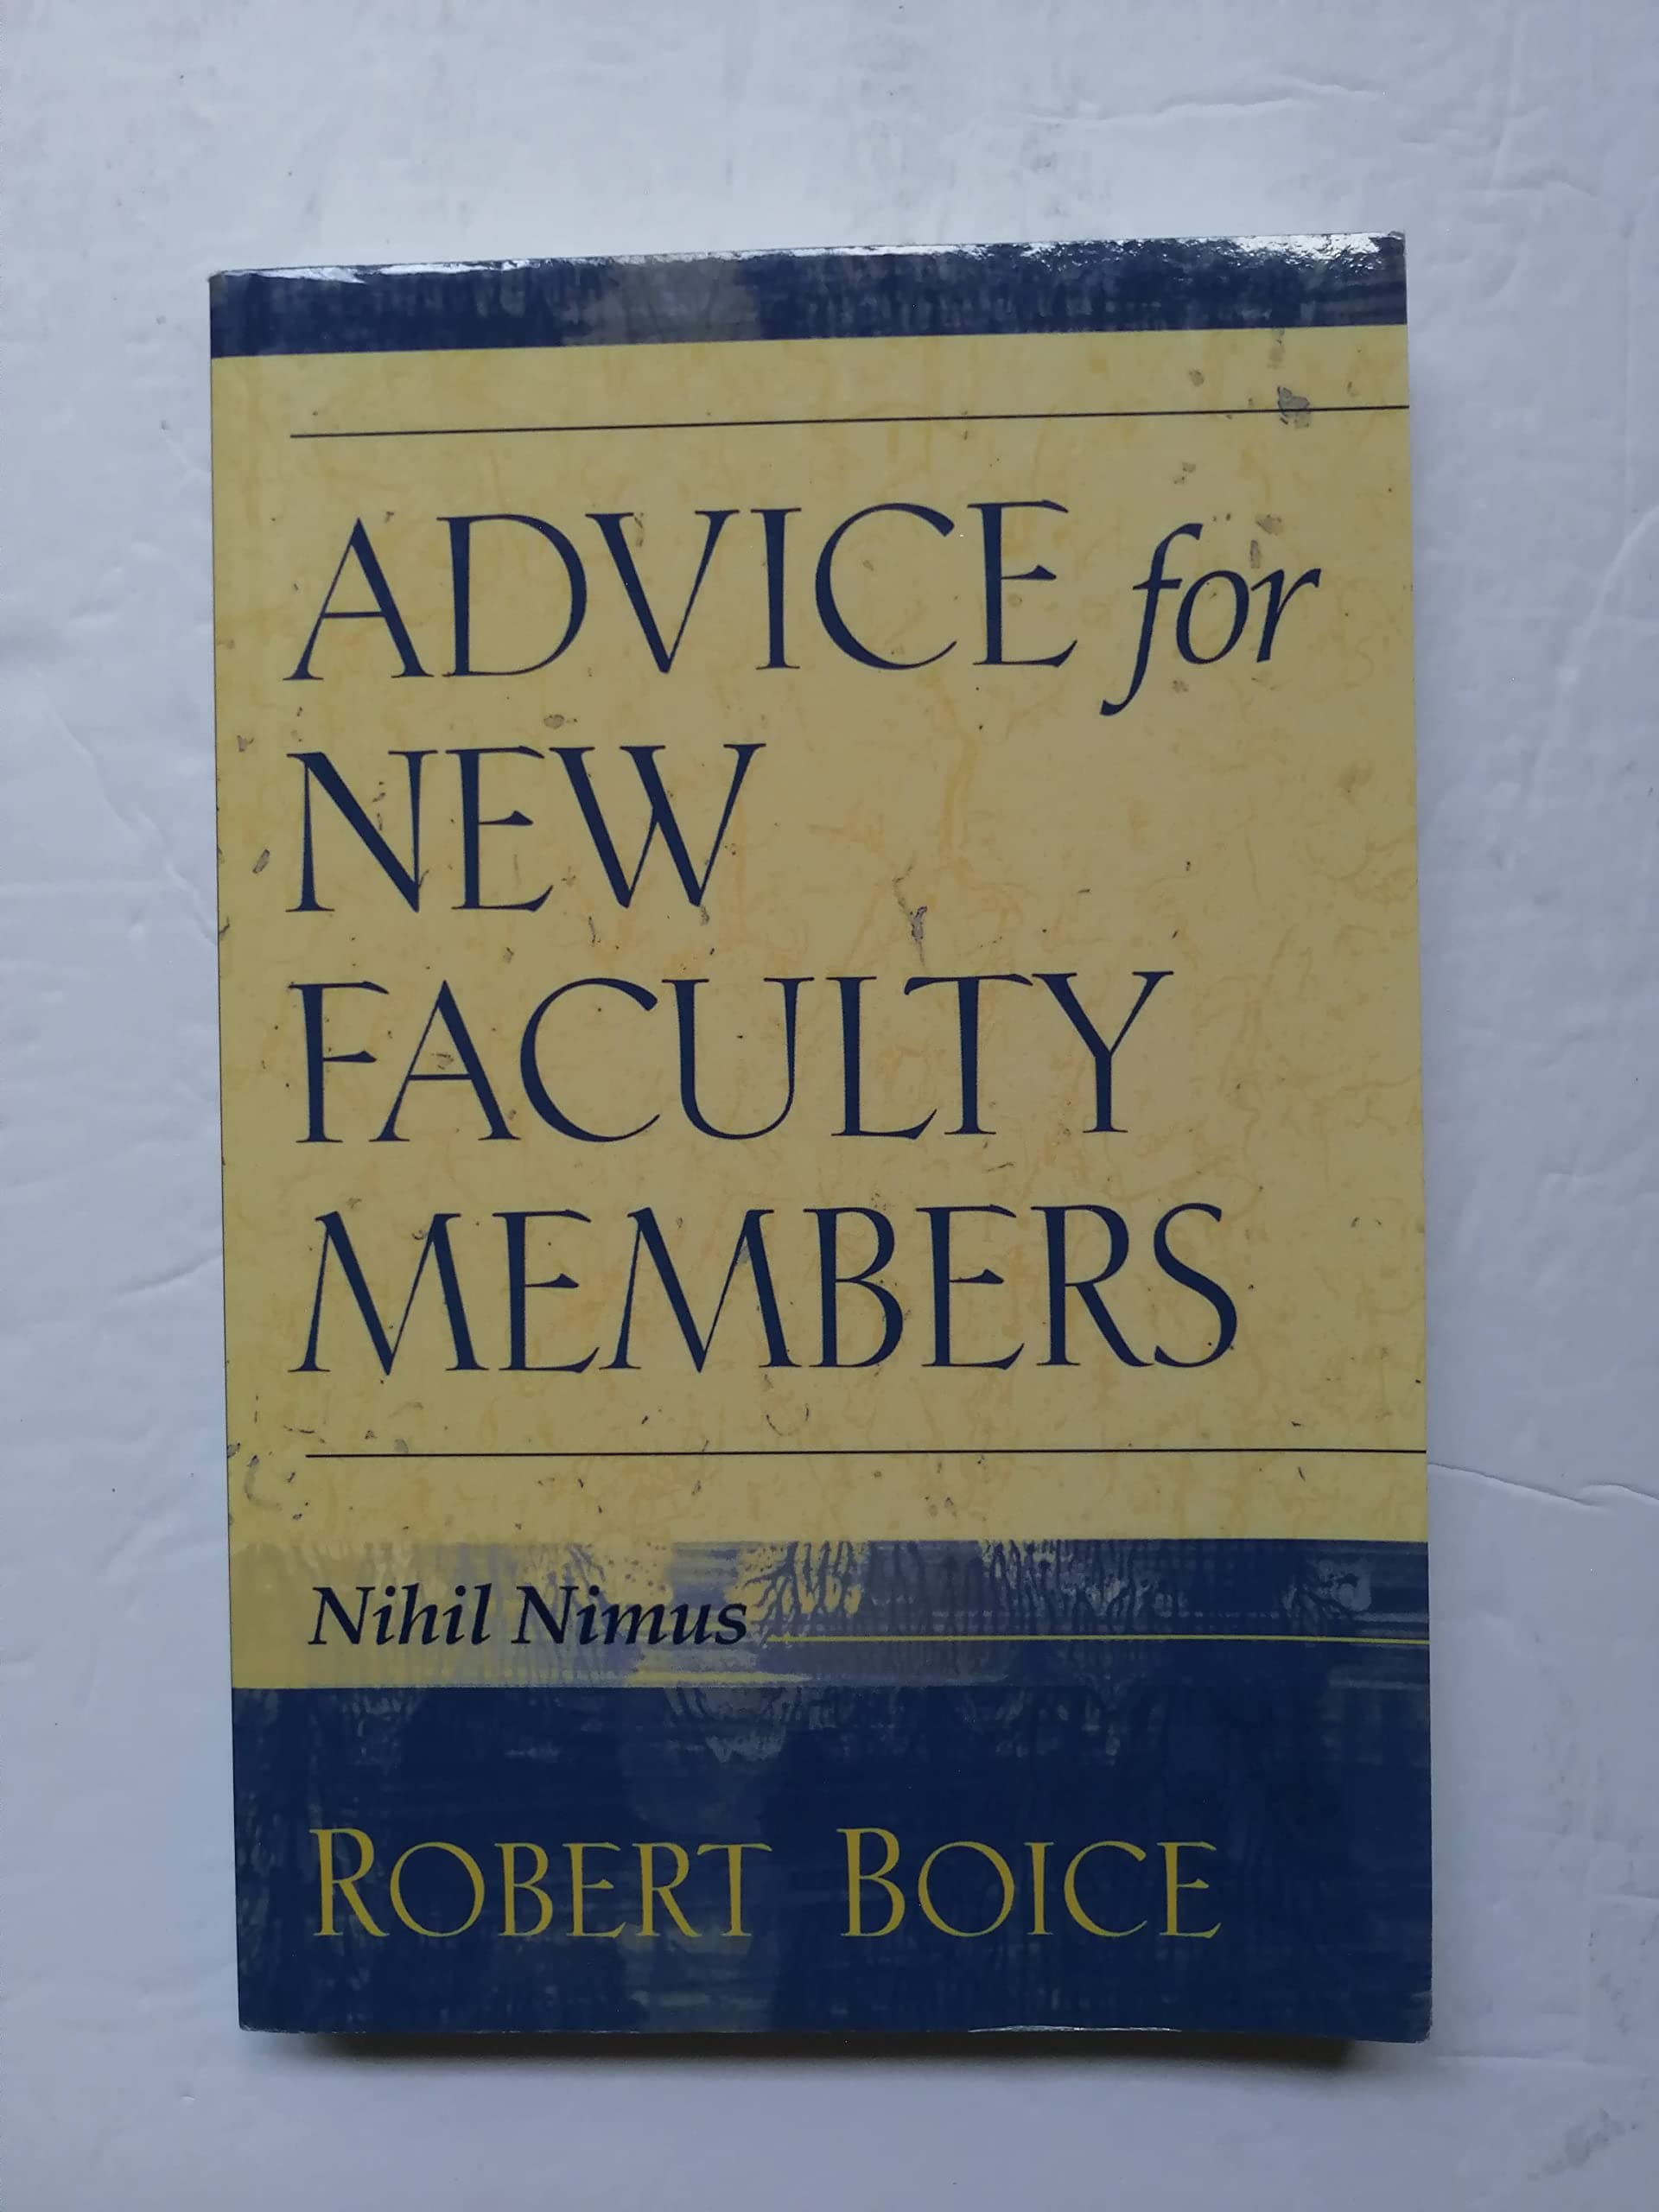 ADVICE for
NEW
FACULTY
MEMBERS
Nihil Nimus
ROBERT BOICE